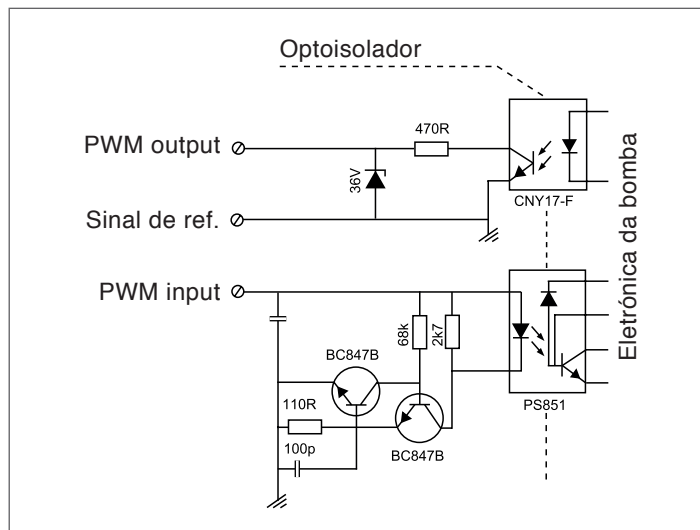 Optoisolador
PWM output
470R
36V
Sinal de ref.
CNY17-F
Eletrónica da bomba
PWM input
68k
2k7
BC847B
110R
PS851
100p
BC847B